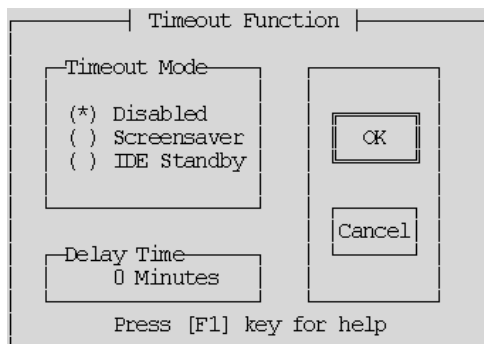 Timeout Function
Timeout Mode
(*) Disabled
( ) Screensaver
( ) IDE Standby
OK
Cancel
Delay Time
0 Minutes
Press [F1] key for help